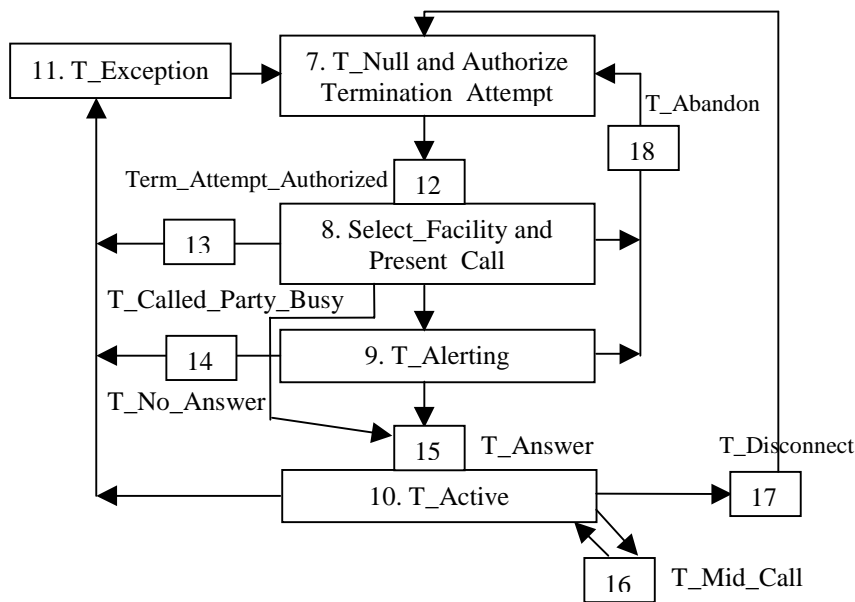 11. T_Exception
7. T_Null and Authorize
Termination Attempt
T_Abandon
18
Term_Attempt_Authorized
12
13
8. Select_Facility and
Present Call
T_Called_Party_Busy
14
9. T_Alerting
T_No_Answer
15
T_Answer
T_Disconnect
10. T_Active
17
16
T_Mid_Call